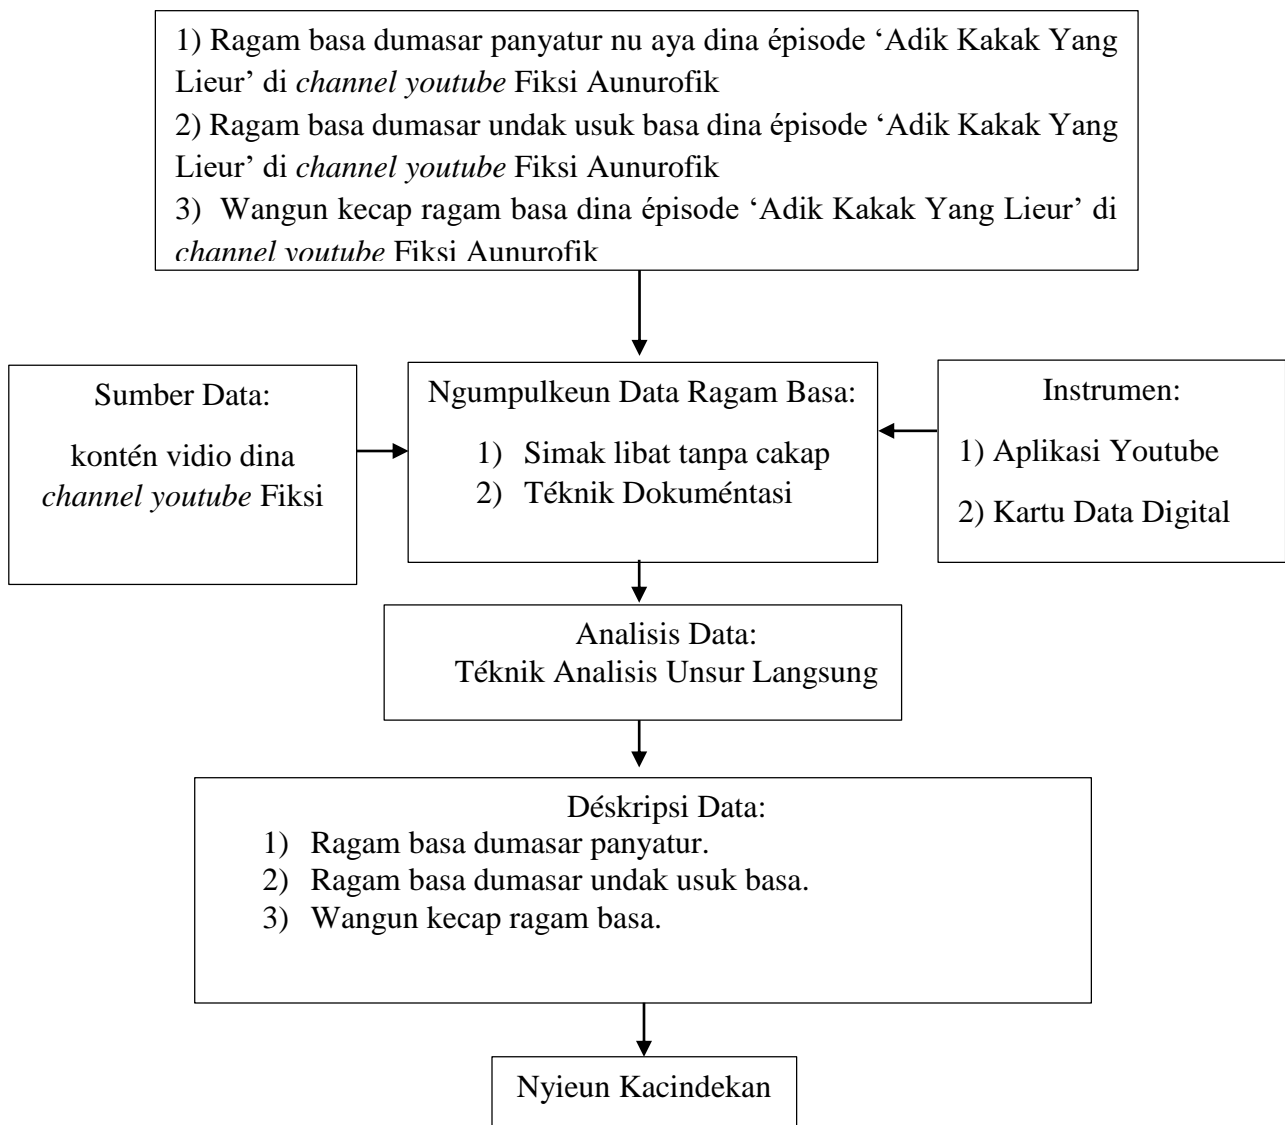 1) Ragam basa dumasar panyatur nu aya dina épisode ‘Adik Kakak Yang
Lieur’ di channel youtube Fiksi Aunurofik
2) Ragam basa dumasar undak usuk basa dina épisode ‘Adik Kakak Yang
Lieur’ di channel youtube Fiksi Aunurofik
3) Wangun kecap ragam basa dina épisode ‘Adik Kakak Yang Lieur’ di
channel youtube Fiksi Aunurofik
Sumber Data:
kontén vidio dina
channel youtube Fiksi
Ngumpulkeun Data Ragam Basa:
1) Simak libat tanpa cakap
2) Téknik Dokuméntasi
Instrumen:
1) Aplikasi Youtube
2) Kartu Data Digital
Analisis Data:
Téknik Analisis Unsur Langsung
Déskripsi Data:
1) Ragam basa dumasar panyatur.
2) Ragam basa dumasar undak usuk basa.
3) Wangun kecap ragam basa.
Nyieun Kacindekan